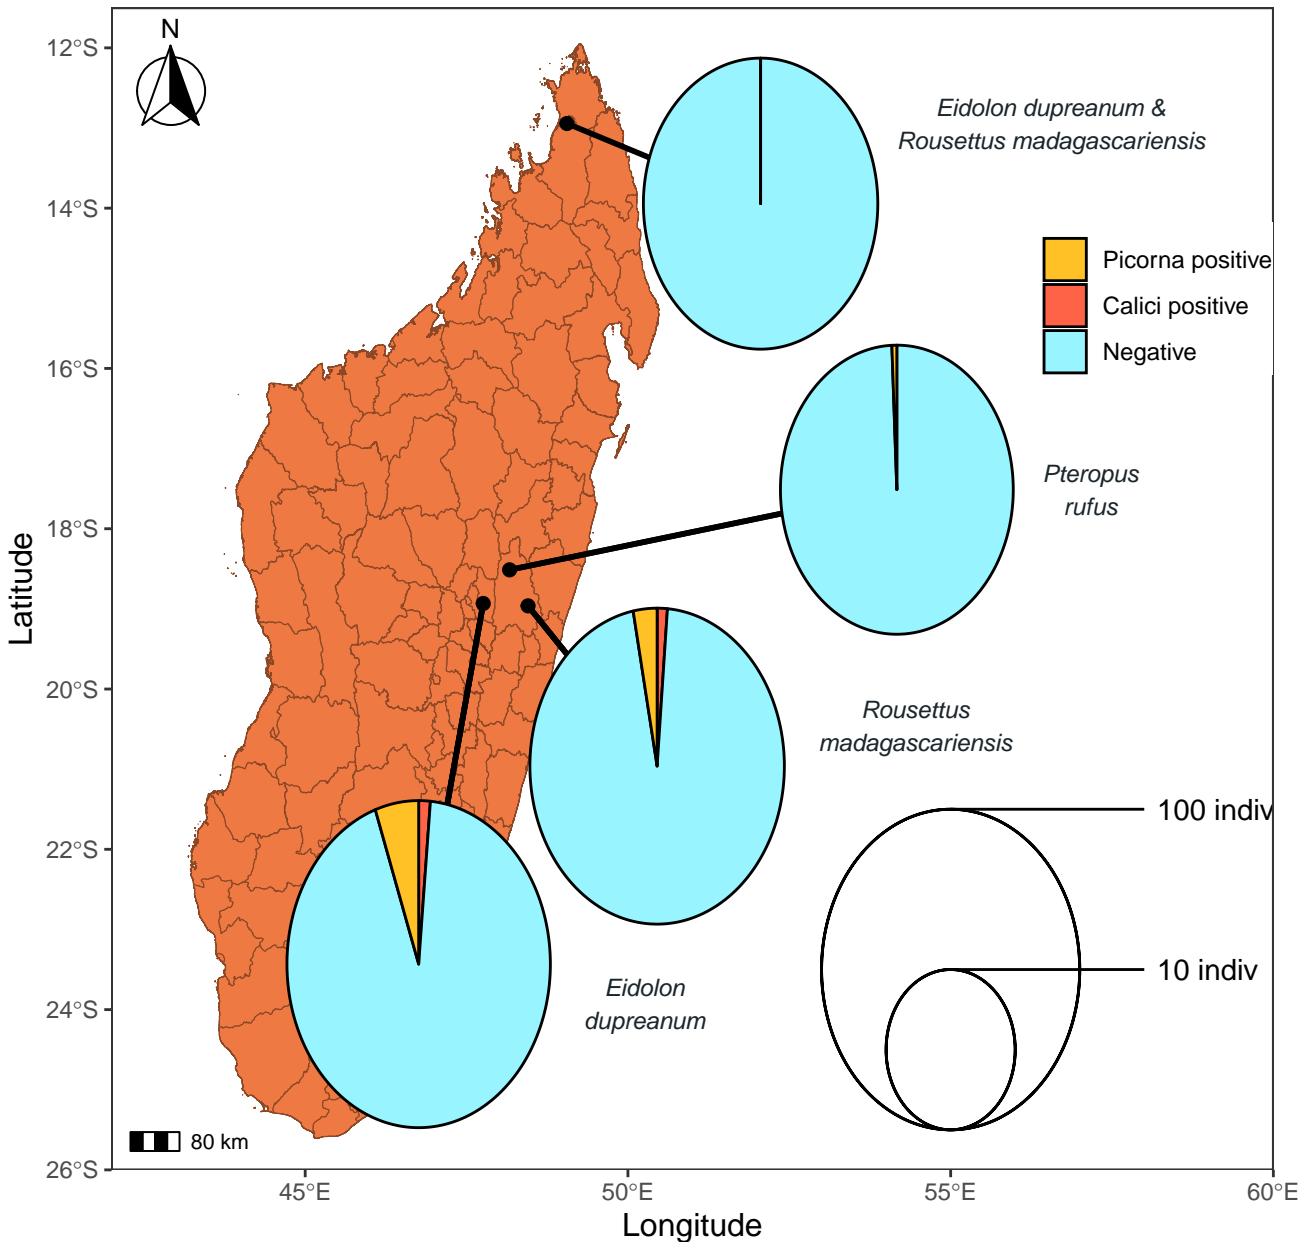 N
12°S
14°S
16°S
18°S
20°S
22°S
24°S
26°S
Latitude
Eidolon dupreanum &
Rousettus madagascariensis
Picorna positive
Calici positive
Negative
Pteropus
rufus
Rousettus
madagascariensis
100 indiv
10 indiv
Eidolon
dupreanum
80 km
45°E
50°E
55°E
60°E
Longitude